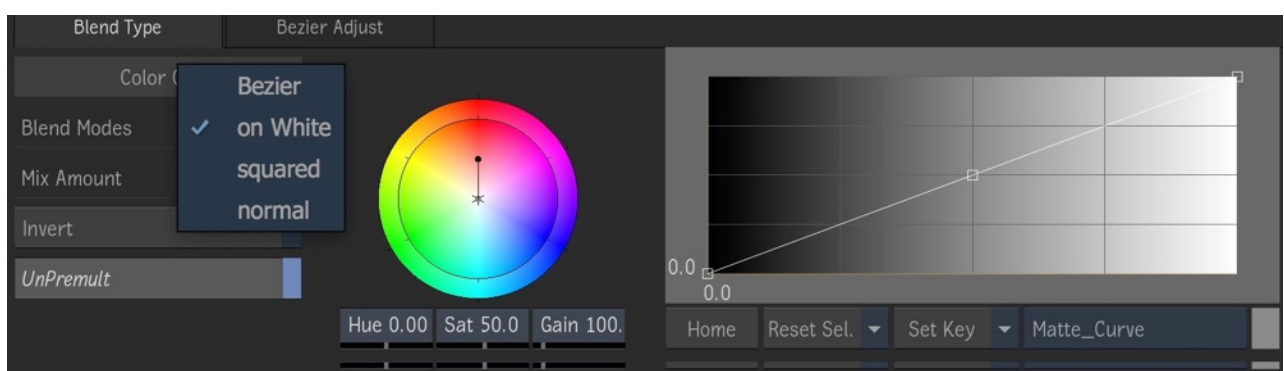 Blend Type
Bezier Adjust
Color
Bezier
Blend Modes
on White
squared
Mix Amount
normal
Invert
UnPremult
0.0
0.0
Hue 0.00 Sat 50.0 Gain 100.
Home Reset Sel. Set Key Matte_Curve